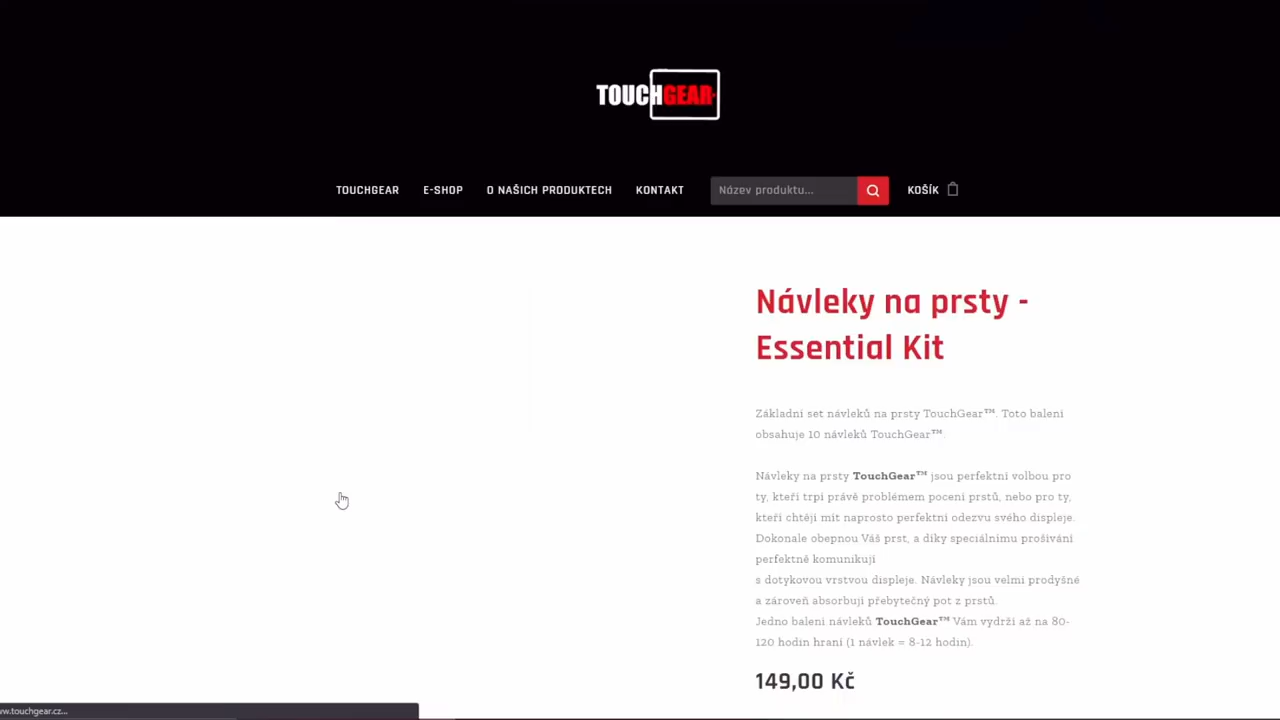 TOUCHGEAR
TOUCHGEAR E-SHOP O NAŠICH PRODUKTECH KONTAKT Název produktu... KOŠÍK
Návleky na prsty -
Essential Kit
Základní set návleků na prsty TouchGear™. Toto balení
obsahuje 10 návleků TouchGear™.
Návleky na prsty TouchGear™ jsou perfektní volbou pro
ty, kteří trpí právě problémem pocení prstů, nebo pro ty,
kteří chtějí mít naprosto perfektní odezvu svého displeje.
Dokonale obepnou Váš prst, a díky speciálnímu prošívání
perfektně komunikují
s dotykovou vrstvou displeje. Návleky jsou velmi prodyšné
a zároveň absorbují přebytečný pot z prstů.
Jedno balení návleků TouchGear™ Vám vydrží až na 80-
120 hodin hraní (1 návlek = 8-12 hodin).
149,00 Kč
ww.touchgear.cz...